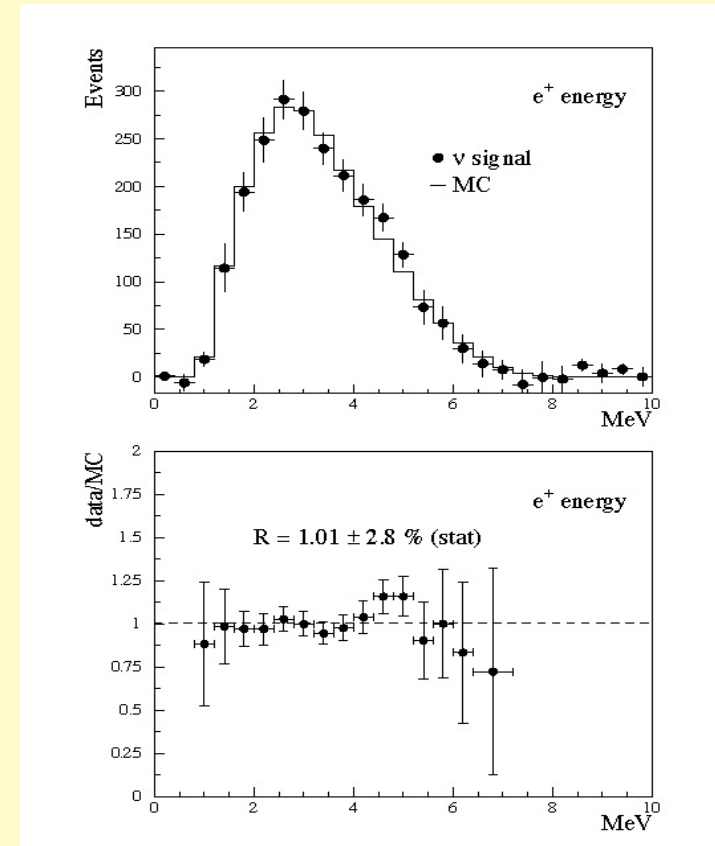 Events
300
250
200
150
100
50
0
e⁺ energy
● ν signal
— MC
0 2 4 6 8 10
MeV
data/MC
2
1.75
1.5
1.25
1
0.75
0.5
0.25
0
e⁺ energy
R = 1.01 ± 2.8 % (stat)
0 2 4 6 8 10
MeV